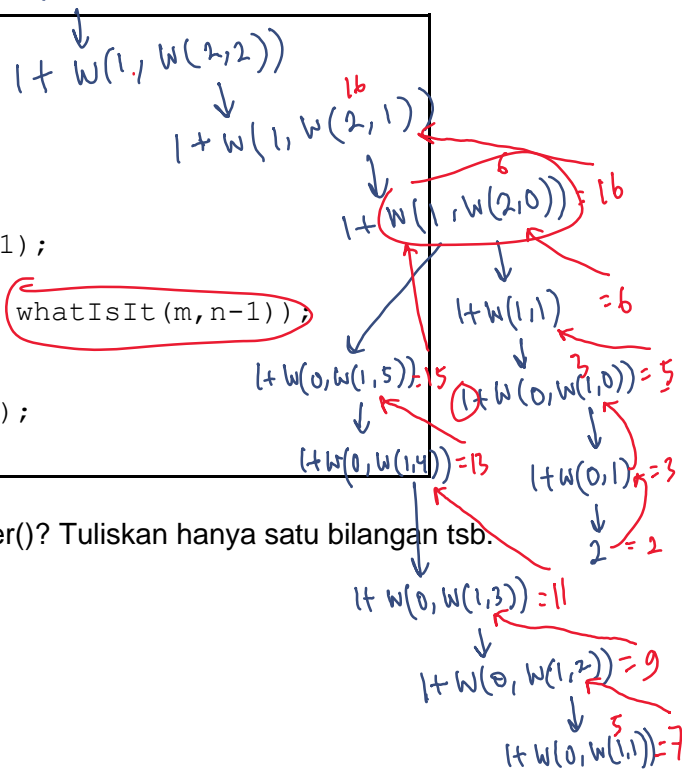 1+ W(1, W(2,2))
16
1+W(1, W(2,1))
6
1+W(1, W(2,0)) = 16
1);
whatIsIt(m,n-1));
1+W(1,1) =6
1+W(0,W(1,5))=15
3
1+W(0,W(1,0)) = 5
);
1+W(0,W(1,4))=13
1+W(0,1) =3
er()? Tuliskan hanya satu bilangan tsb.
2 = 2
1+ W(0, W(1,3)) = 11
1+W(0, W(1,2)) = 9
5
1+ W(0, W(1,1))=7